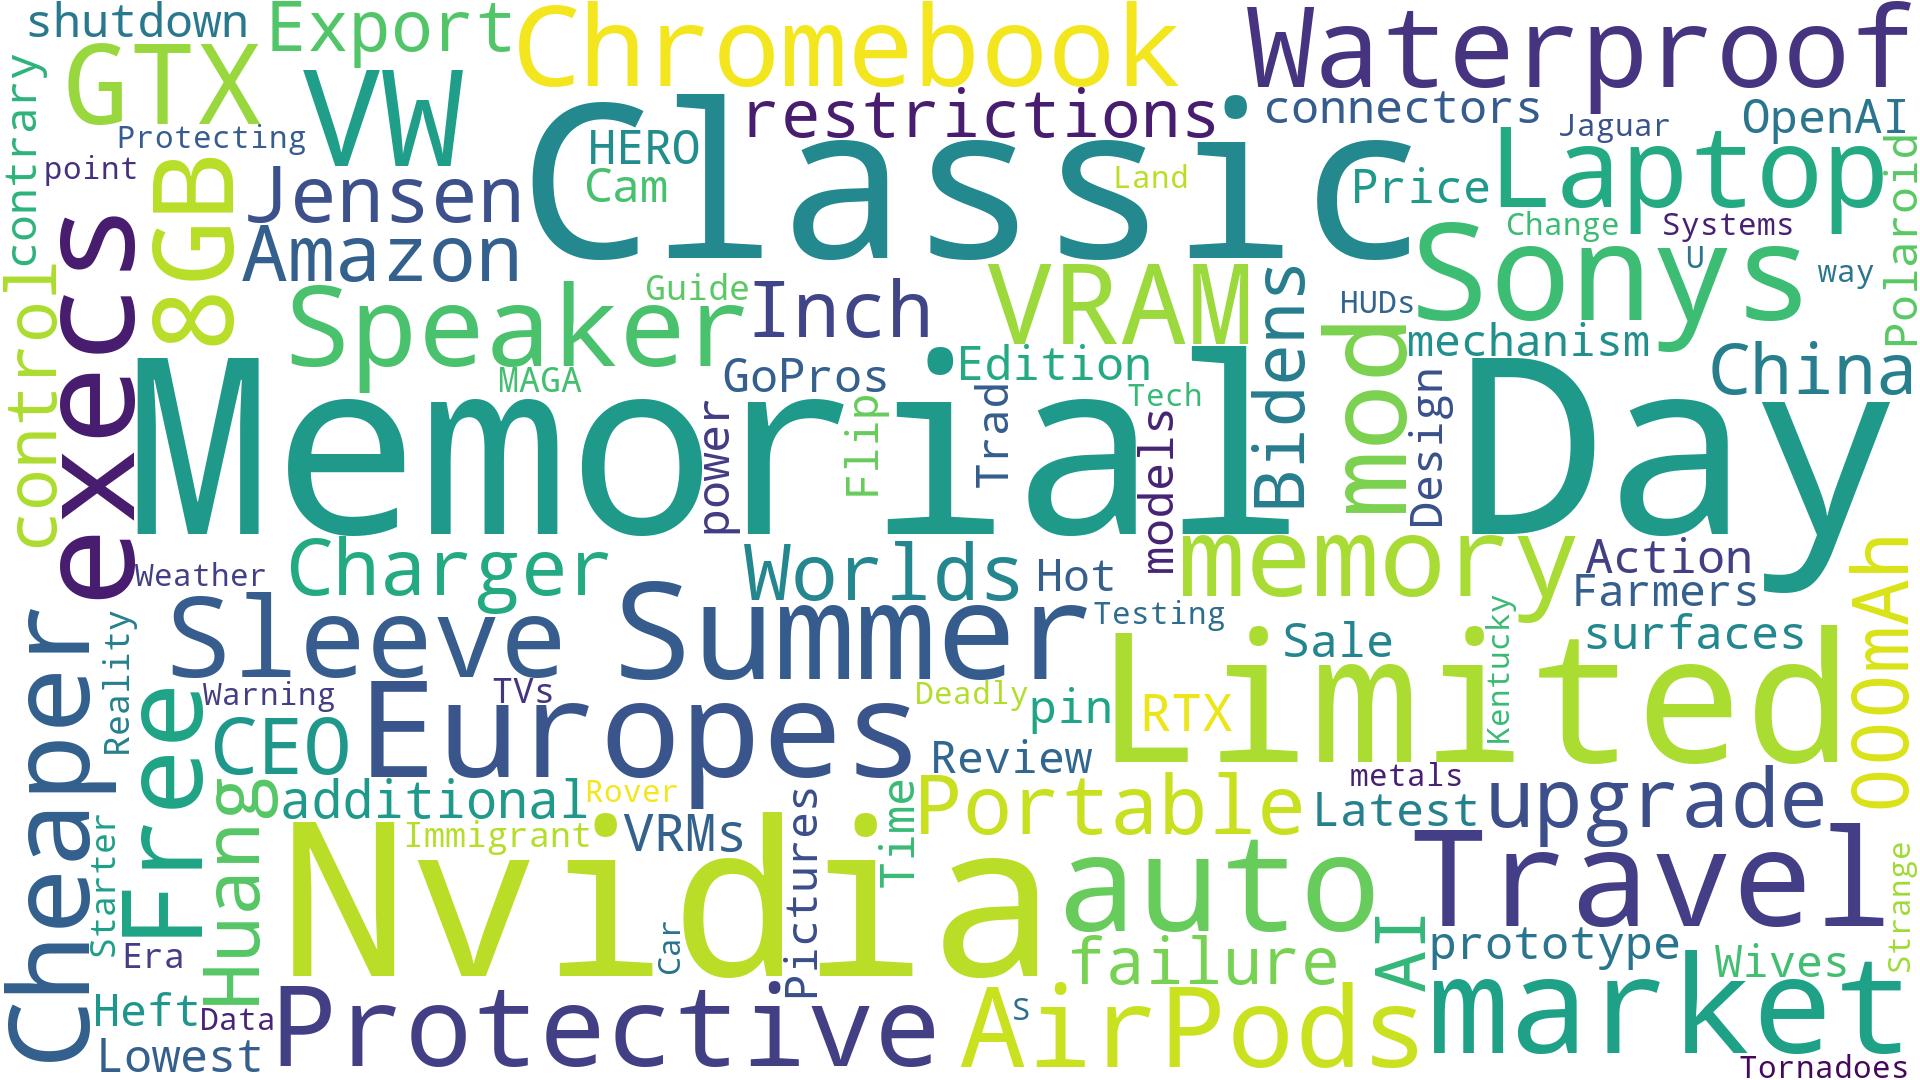 shutdown
Export
Chromebook
Waterproof
contrary
GTX
VW
restrictions
connectors
OpenAI
Protecting
HERO
Classic
Jaguar
Laptop
point
8GB
Jensen
Cam
Land
Price
Polaroid
execs
Amazon
Change
Systems
Sonys
U
way
control
Speaker
Guide
Inch
VRAM
Bidens
HUDs
mod
mechanism
China
MAGA
GoPros
Edition
Tech
Memorial
Day
power
Flip
Trad
models
Design
Weather
Charger
Worlds
Hot
memory
Action
Farmers
000mAh
Cheaper
Reality
Sleeve
Summer
Testing
Sale
Kentucky
surfaces
Free
Warning
TVs
Deadly
pin
RTX
Limited
CEO
Europes
Review
metals
Huang
additional
Rover
Time
Portable
Latest
upgrade
Starter
Immigrant
VRMs
Pictures
Nvidia
auto
Travel
Strange
Era
Car
failure
AI
prototype
Wives
Heft
Data
Protective
S
AirPods
market
Lowest
Tornadoes